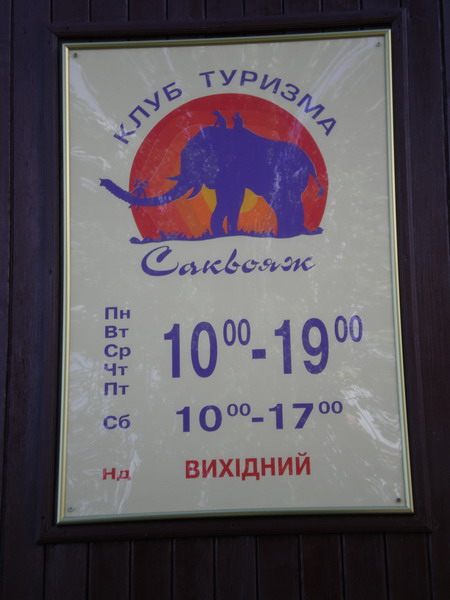 КЛУБ ТУРИЗМА
Саквояж
Пн
Вт
Ср
Чт
Пт
10⁰⁰-19⁰⁰
Сб 10⁰⁰-17⁰⁰
Нд ВИХІДНИЙ